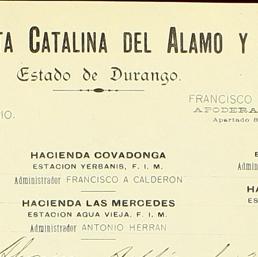 TA CATALINA DEL ALAMO Y
Estado de Durango.
FRANCISCO
APODERA
Apartado 8
IO.
HACIENDA COVADONGA
ESTACION YERBANIS, F. I. M.
Administrador FRANCISCO A CALDERON
HACIENDA LAS MERCEDES
ESTACION AGUA VIEJA, F. I. M.
Administrador ANTONIO HERRAN